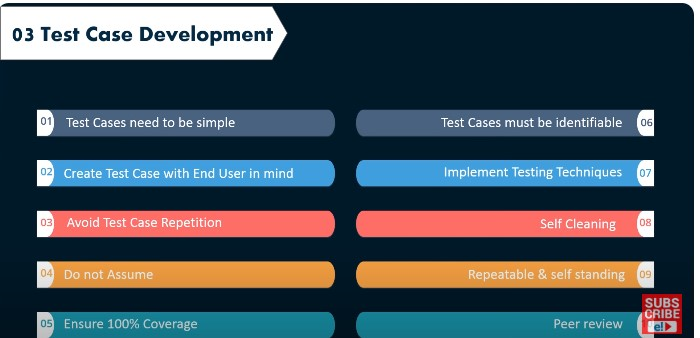 03 Test Case Development
01 Test Cases need to be simple
02 Create Test Case with End User in mind
03 Avoid Test Case Repetition
04 Do not Assume
05 Ensure 100% Coverage
Test Cases must be identifiable 06
Implement Testing Techniques 07
Self Cleaning 08
Repeatable & self standing 09
Peer review
SUBS
CRIBE
e!